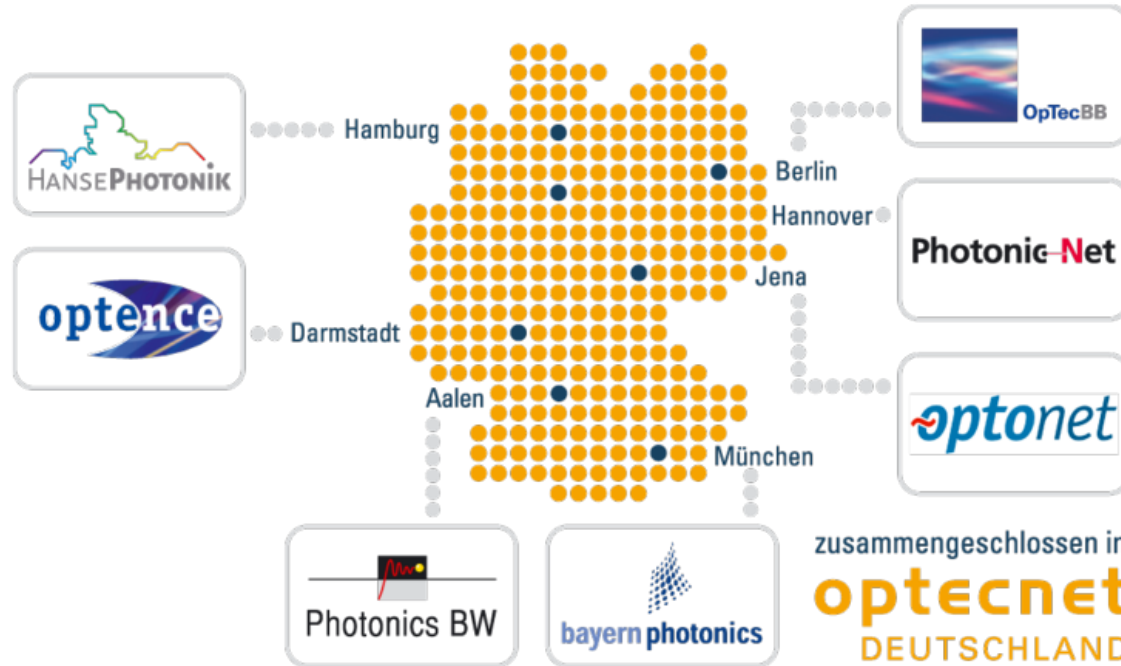 OpTecBB
Hamburg
HANSEPHOTONIK
Berlin
Hannover
Photonic Net
Jena
optence
Darmstadt
Aalen
optonet
München
zusammengeschlossen in
optecnet
DEUTSCHLAND
Photonics BW
bayern photonics